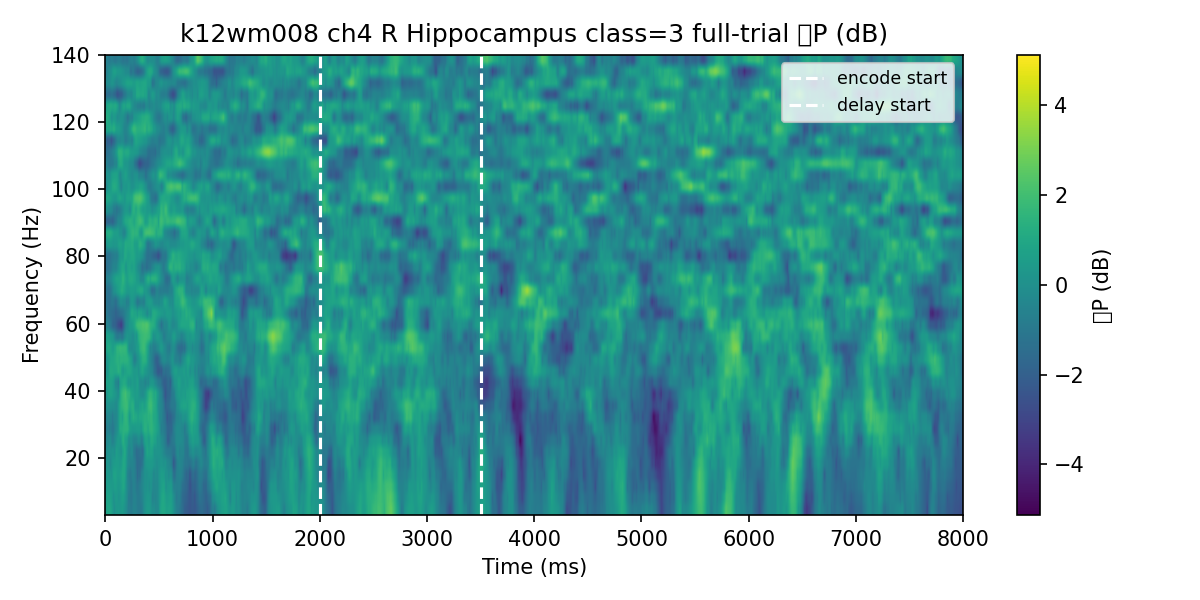 k12wm008 ch4 R Hippocampus class=3 full-trial ▯P (dB)
140
120
100
80
60
40
20
Frequency (Hz)
0 1000 2000 3000 4000 5000 6000 7000 8000
Time (ms)
encode start
delay start
4
2
0
−2
−4
▯P (dB)